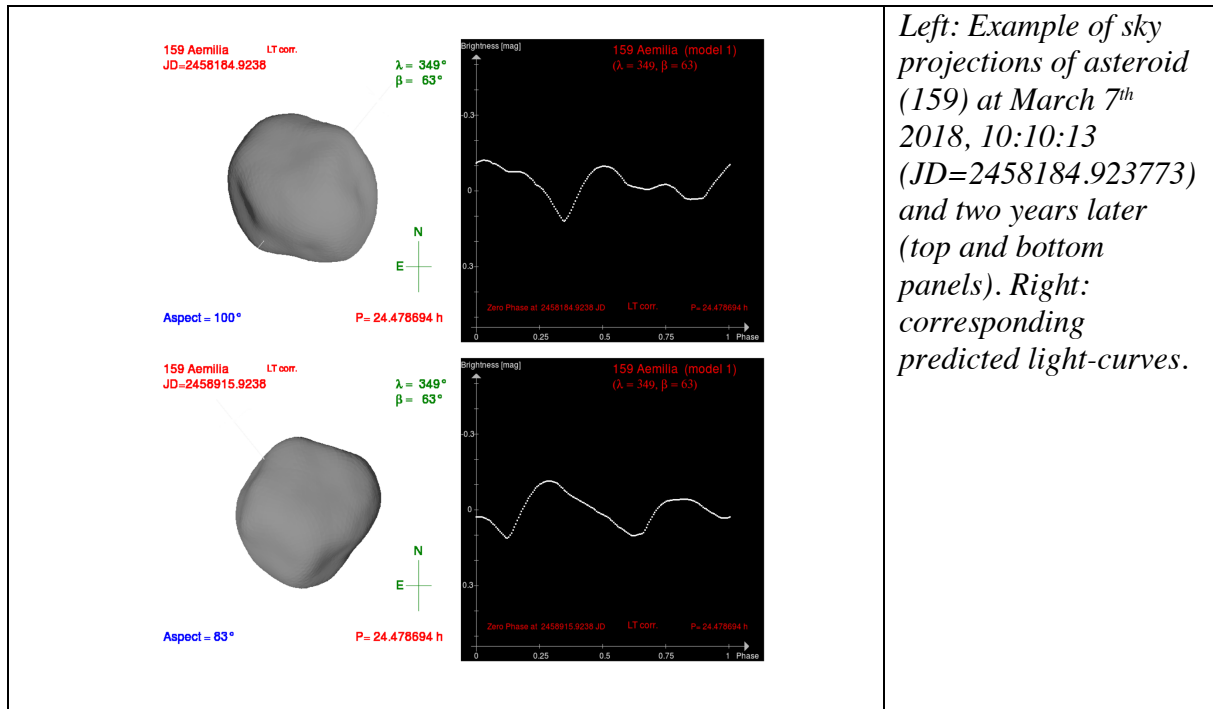 159 Aemilia LT corr.
JD=2458184.9238
λ = 349°
β = 63°
N
E
Aspect = 100°
P= 24.478694 h
Brightness [mag]
159 Aemilia (model 1)
(λ = 349, β = 63)
-0.3
0
0.3
Zero Phase at 2458184.9238 JD LT corr. P= 24.478694 h
0 0.25 0.5 0.75 1 Phase
159 Aemilia LT corr.
JD=2458915.9238
λ = 349°
β = 63°
N
E
Aspect = 83°
P= 24.478694 h
Brightness [mag]
159 Aemilia (model 1)
(λ = 349, β = 63)
-0.3
0
0.3
Zero Phase at 2458915.9238 JD LT corr. P= 24.478694 h
0 0.25 0.5 0.75 1 Phase
Left: Example of sky
projections of asteroid
(159) at March 7th
2018, 10:10:13
(JD=2458184.923773)
and two years later
(top and bottom
panels). Right:
corresponding
predicted light-curves.